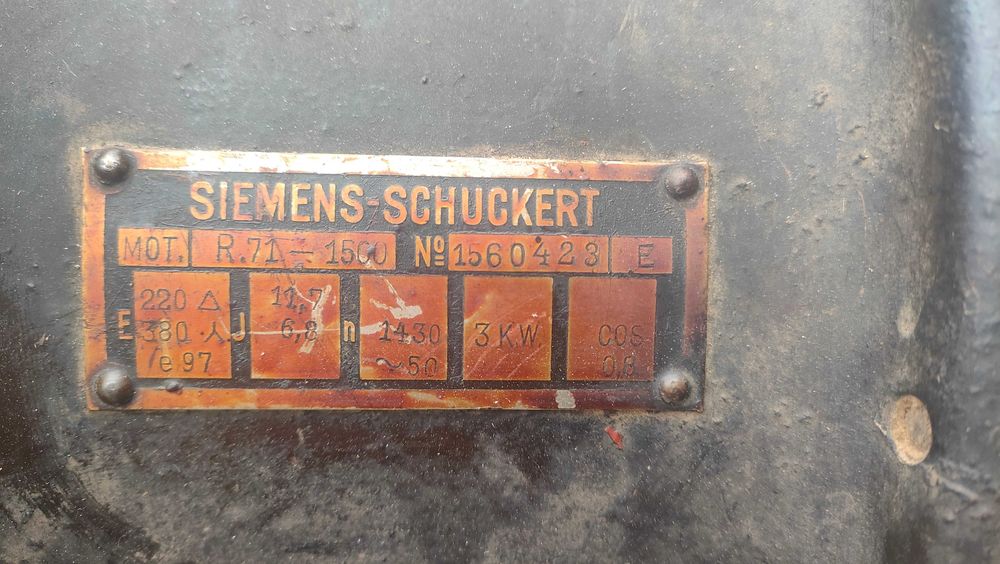 SIEMENS-SCHUCKERT
MOT. R.71 — 1500 Nº 1560423 E
E 220 Δ 380 ⅄ e 97 J 11,7 6,8 n 1430 ~50 3 KW COS 0.8